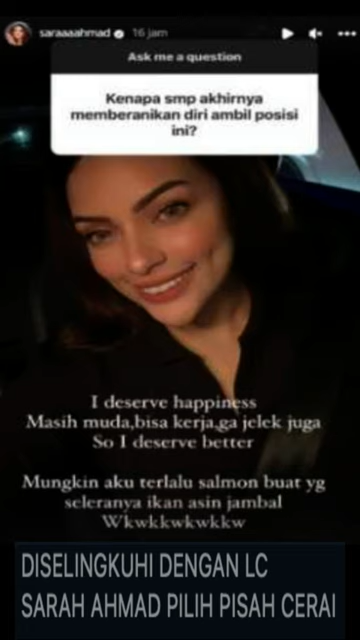 saraaaahmad 16 jam
Ask me a question
Kenapa smp akhirnya
memberanikan diri ambil posisi
ini?
I deserve happiness
Masih muda,bisa kerja,ga jelek juga
So I deserve better
Mungkin aku terlalu salmon buat yg
seleranya ikan asin jambal
Wkwkkwkwkkw
DISELINGKUHI DENGAN LC
SARAH AHMAD PILIH PISAH CERAI